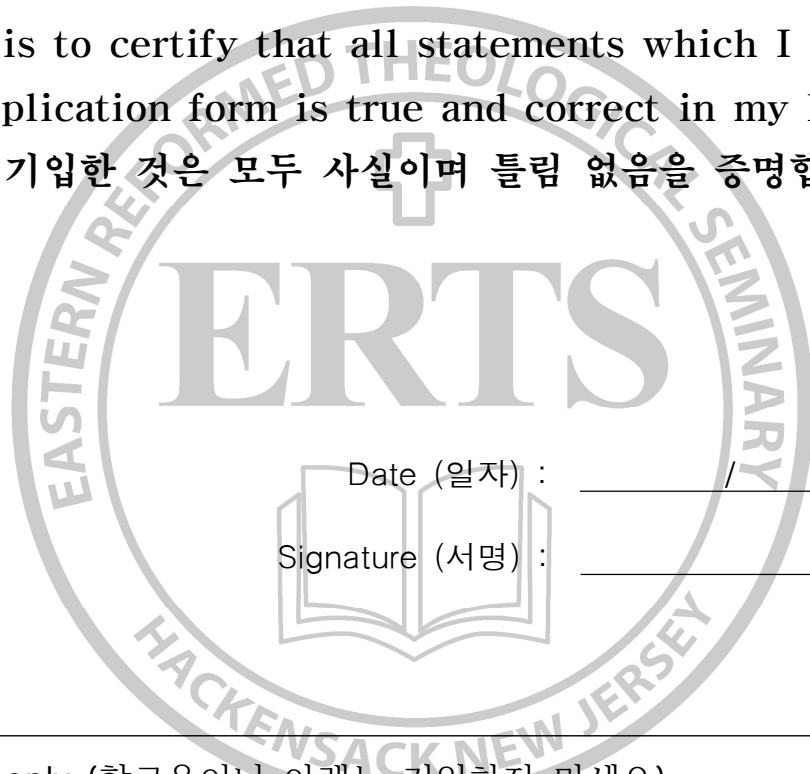 is to certify that all statements which I
plication form is true and correct in my
기입한 것은 모두 사실이며 틀림 없음을 증명합
EASTERN REFORMED THEOLOGICAL SEMINARY
ERTS
Date (일자) : /
Signature (서명) :
HACKENSACK NEW JERSEY